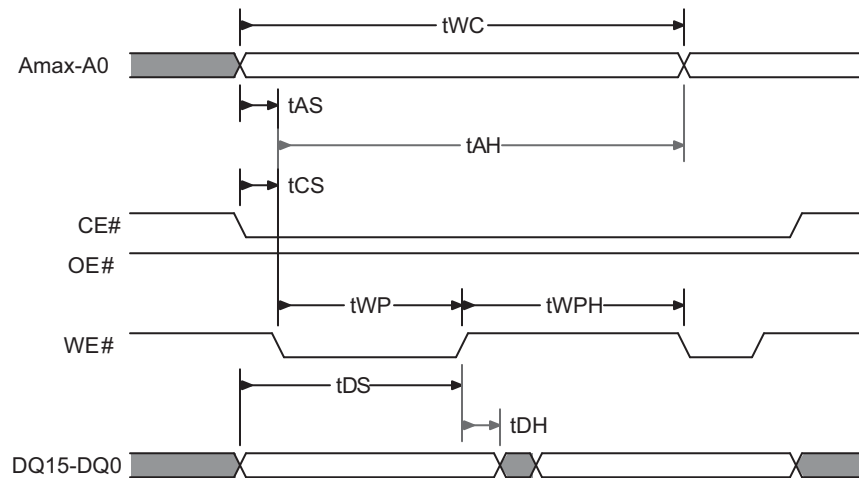 tWC
Amax-A0
tAS
tAH
tCS
CE#
OE#
tWP
tWPH
WE#
tDS
tDH
DQ15-DQ0